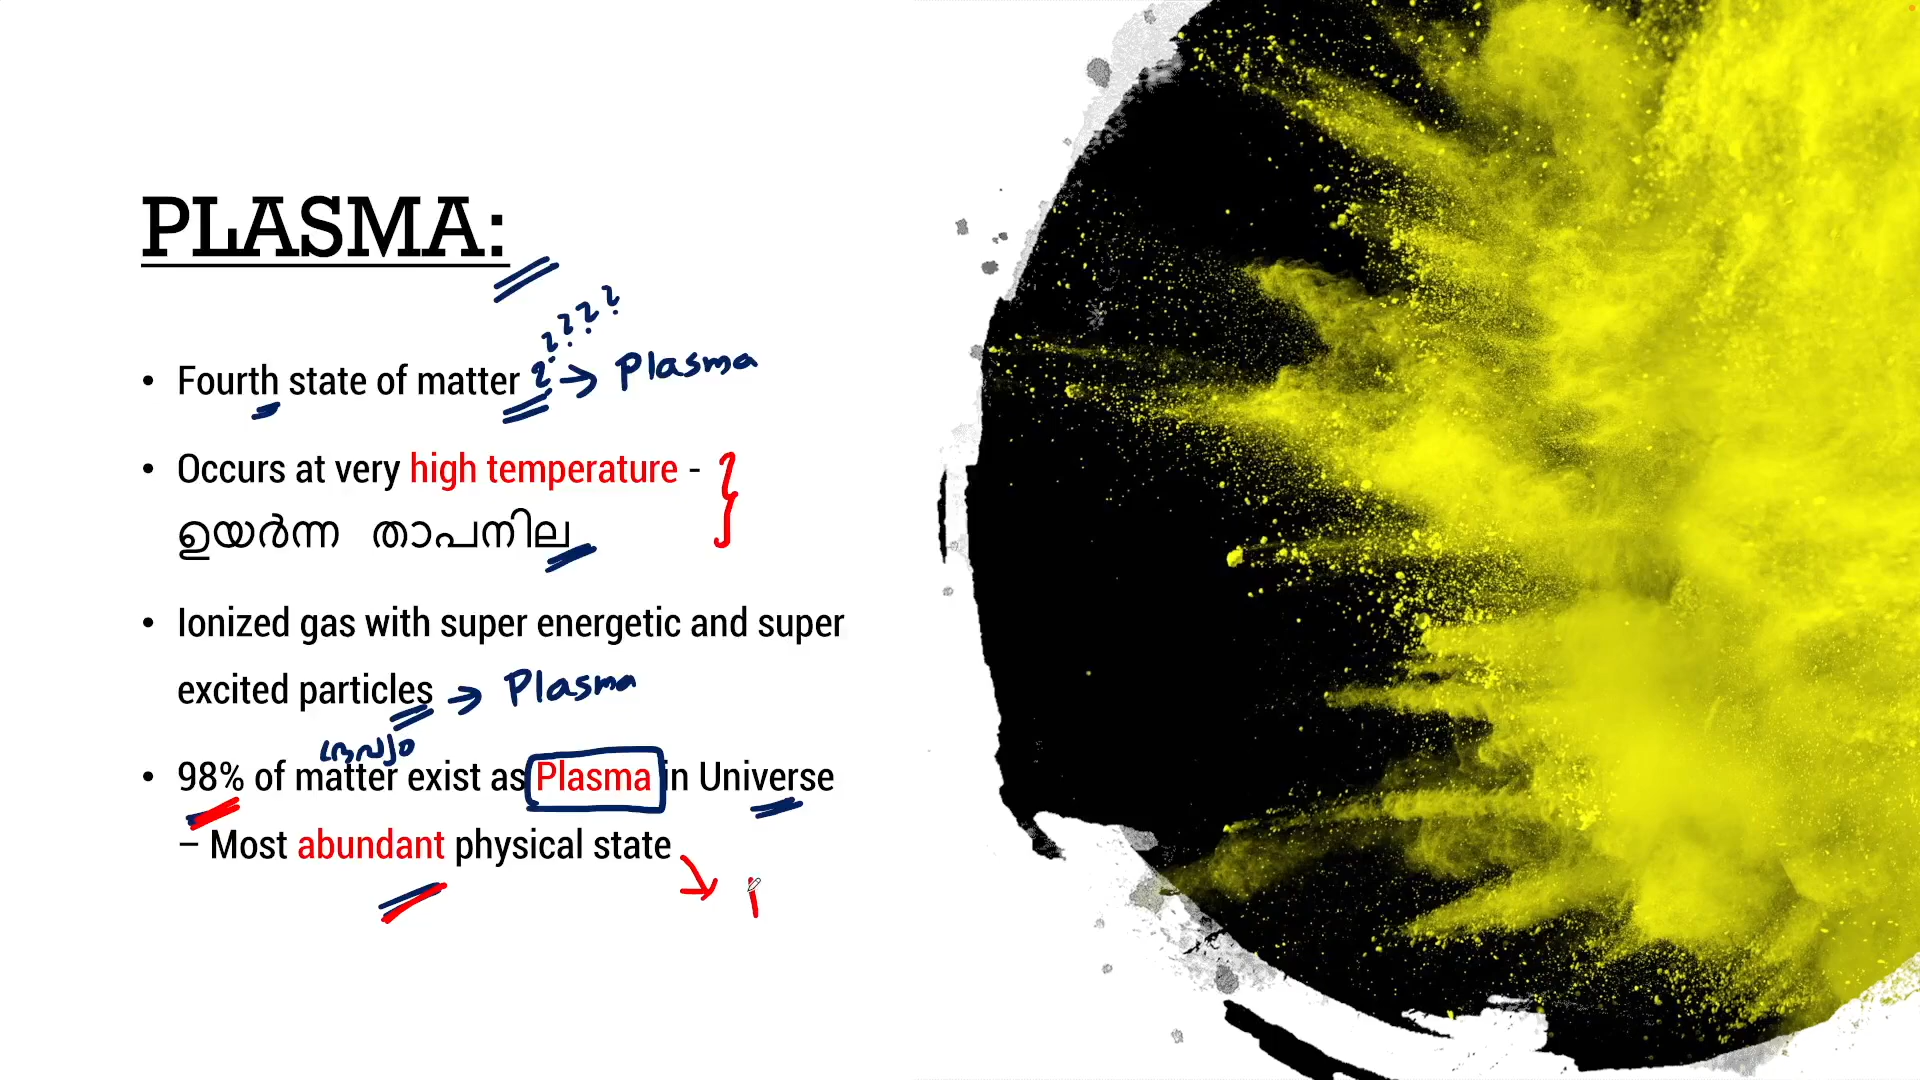 PLASMA:
? ? ? ?
• Fourth state of matter ? → Plasma
• Occurs at very high temperature -
ഉയർന്ന താപനില
• Ionized gas with super energetic and super
excited particles → Plasma
ദ്രവ്യം
• 98% of matter exist as Plasma in Universe
– Most abundant physical state →